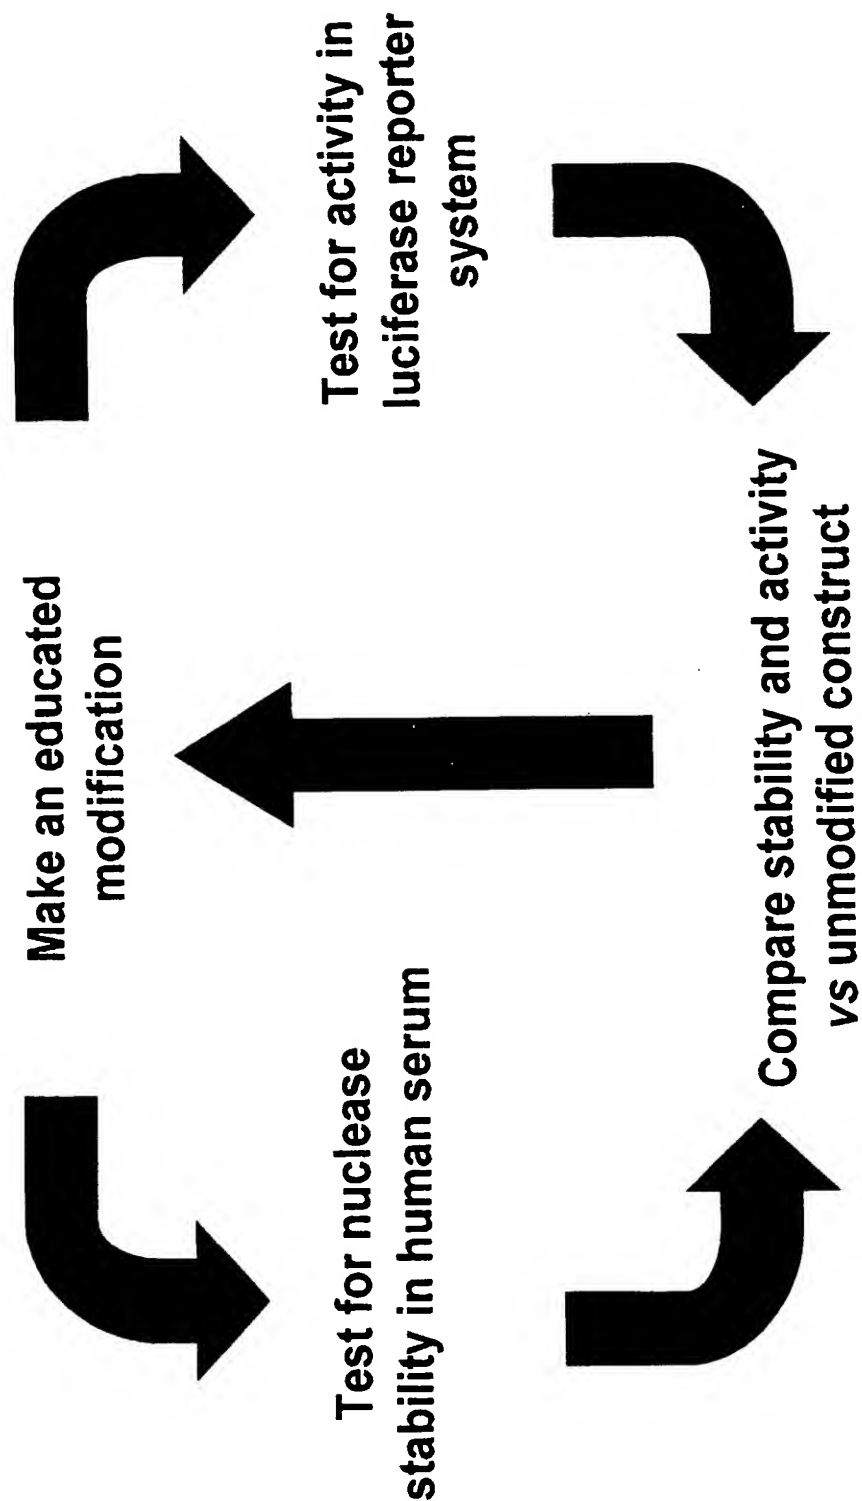 Make an educated
modification
Test for nuclease
stability in human serum
Test for activity in
luciferase reporter
system
Compare stability and activity
vs unmodified construct